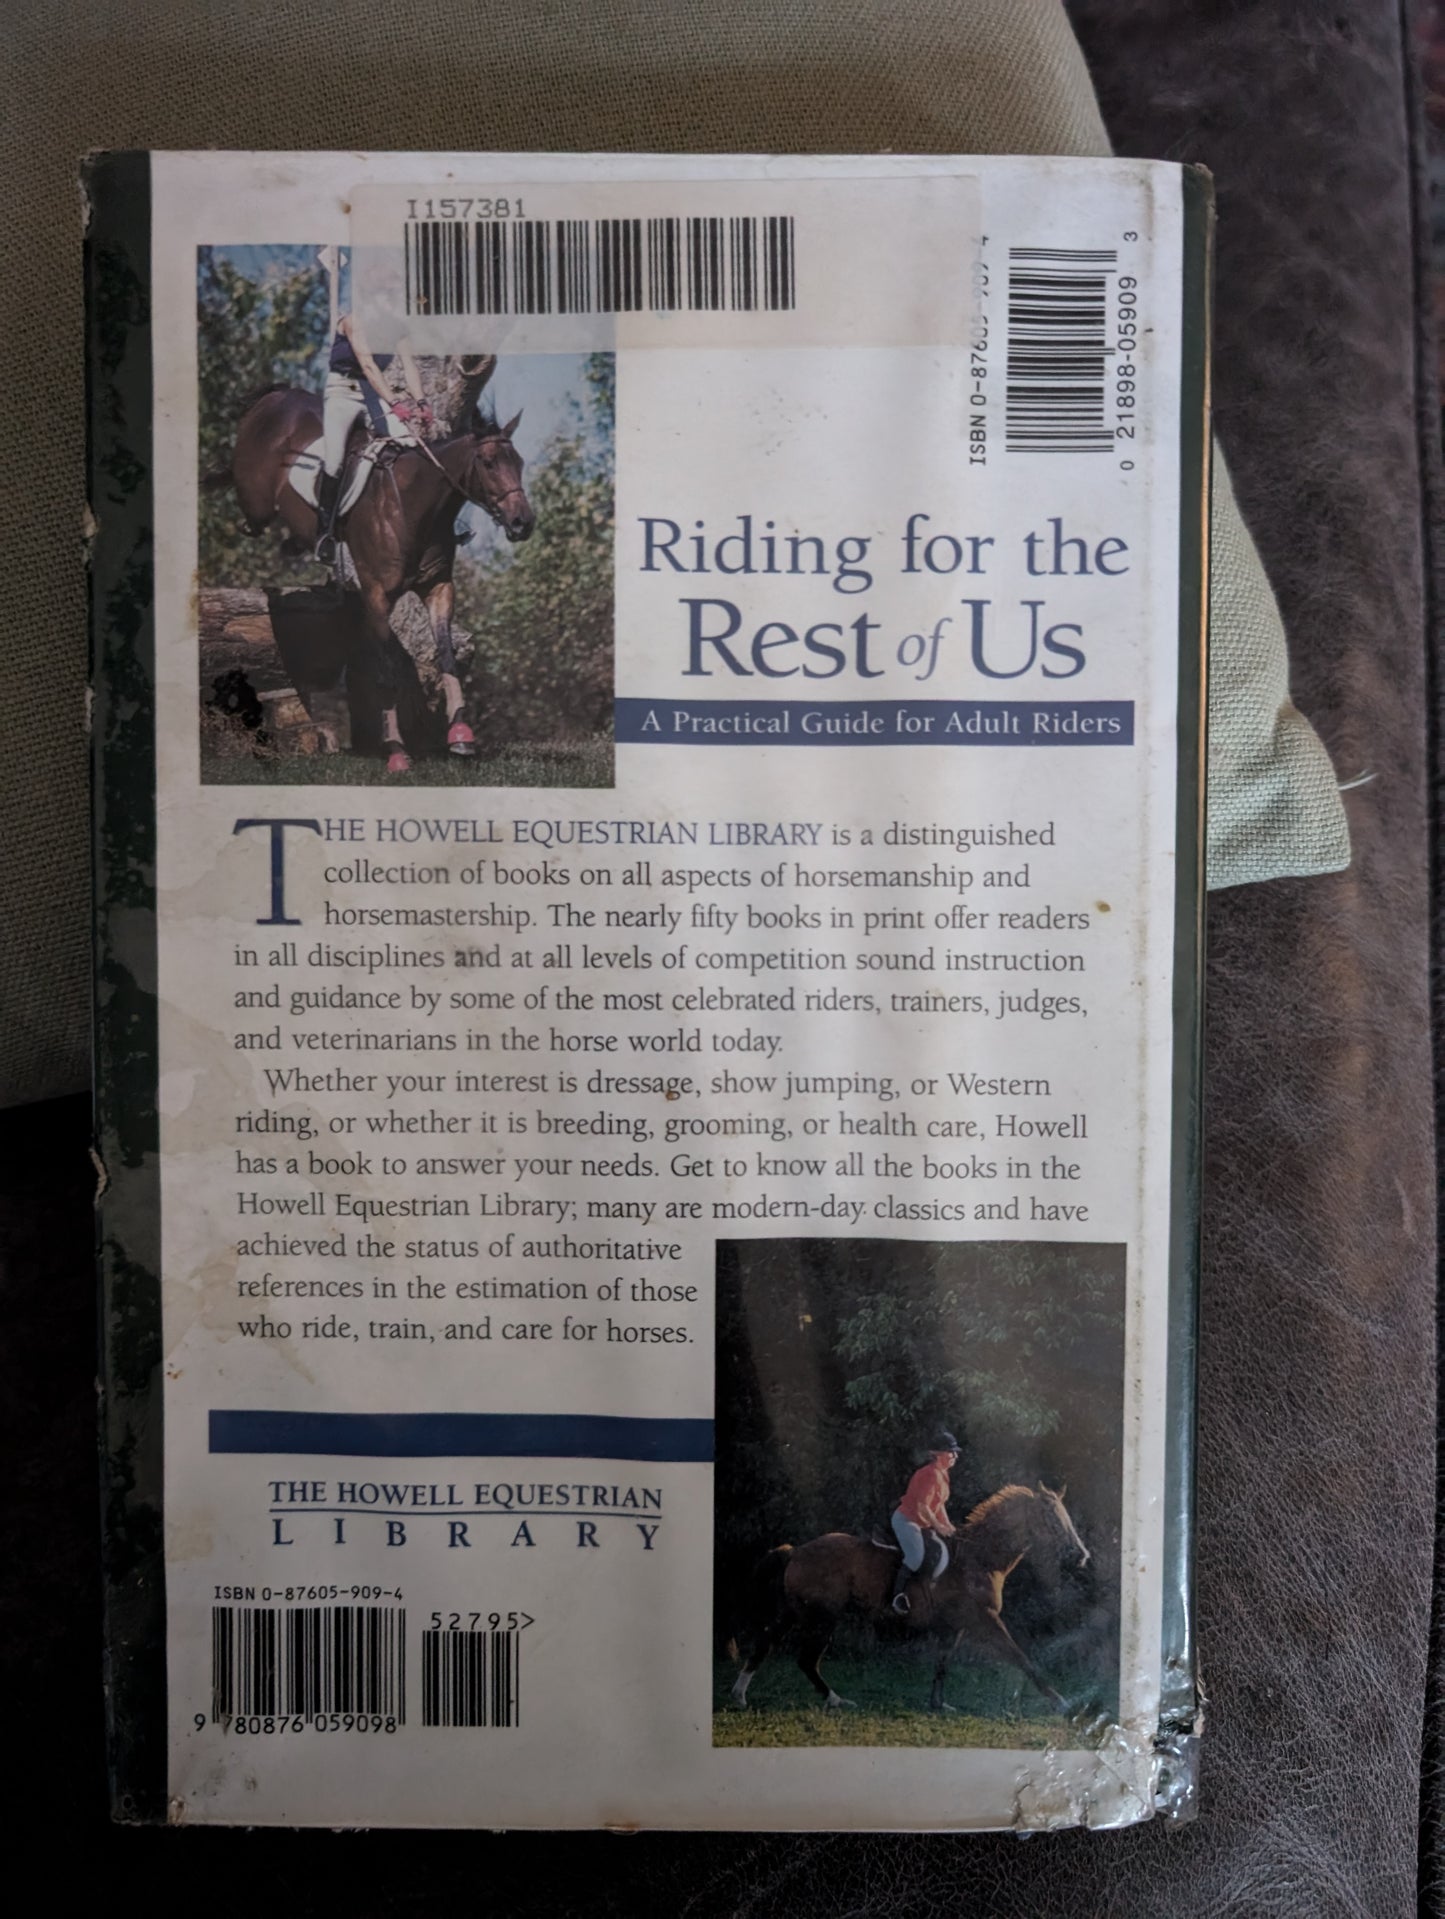 I157381
ISBN 0-87605-909-4
0 21898-05909 3
Riding for the
Rest of Us
A Practical Guide for Adult Riders
THE HOWELL EQUESTRIAN LIBRARY is a distinguished
collection of books on all aspects of horsemanship and
horsemastership. The nearly fifty books in print offer readers
in all disciplines and at all levels of competition sound instruction
and guidance by some of the most celebrated riders, trainers, judges,
and veterinarians in the horse world today.
Whether your interest is dressage, show jumping, or Western
riding, or whether it is breeding, grooming, or health care, Howell
has a book to answer your needs. Get to know all the books in the
Howell Equestrian Library; many are modern-day classics and have
achieved the status of authoritative
references in the estimation of those
who ride, train, and care for horses.
THE HOWELL EQUESTRIAN
LIBRARY
ISBN 0-87605-909-4
52795>
9 780876 059098